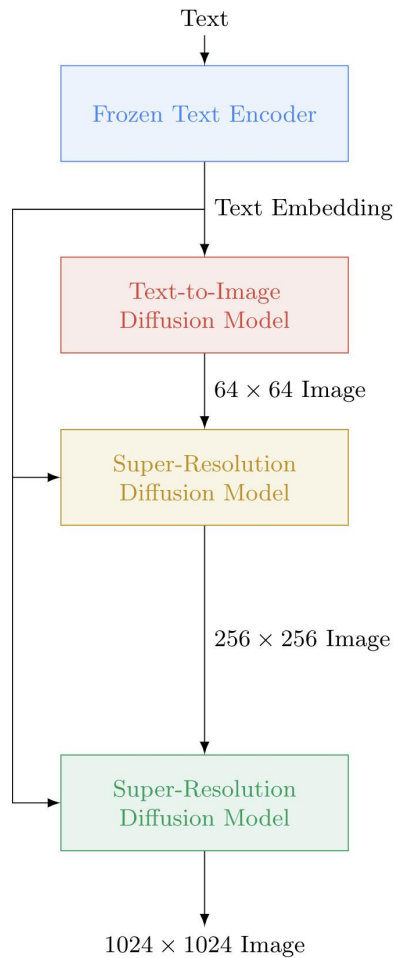 Text
Frozen Text Encoder
Text Embedding
Text-to-Image
Diffusion Model
64 × 64 Image
Super-Resolution
Diffusion Model
256 × 256 Image
Super-Resolution
Diffusion Model
1024 × 1024 Image